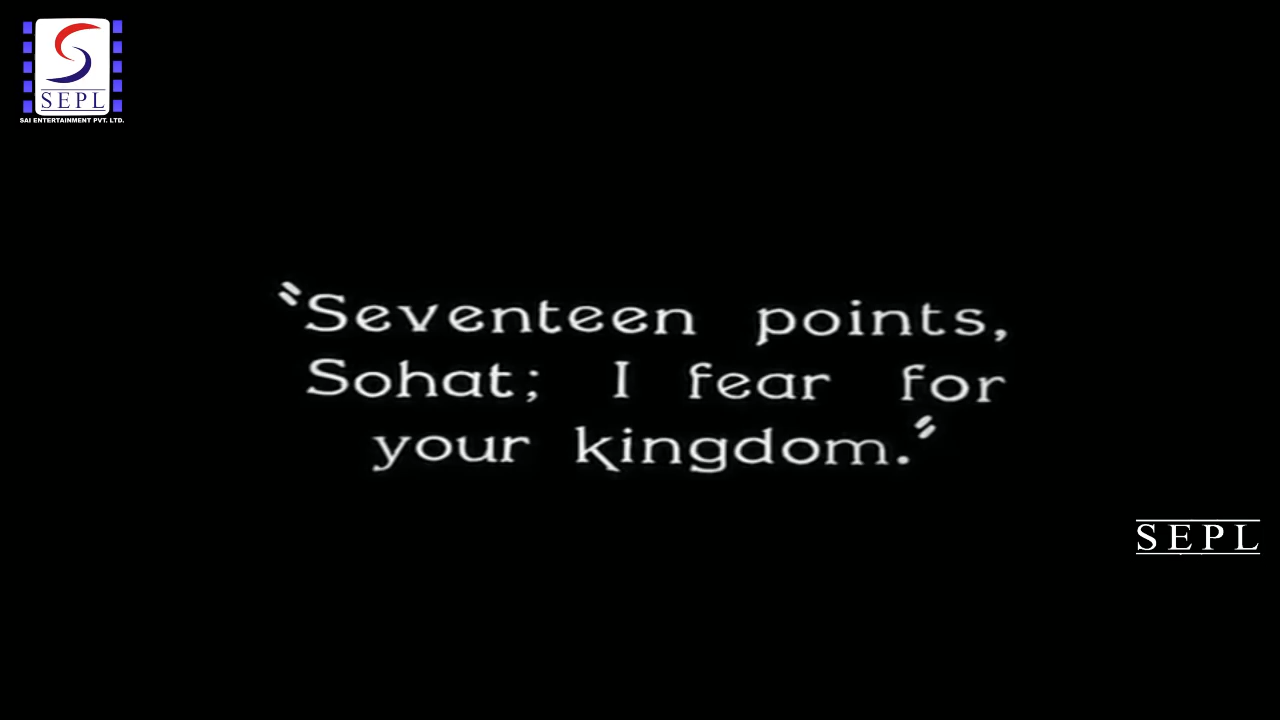 SEPL
SAI ENTERTAINMENT PVT. LTD.
"Seventeen points,
Sohat; I fear for
your kingdom."
SEPL